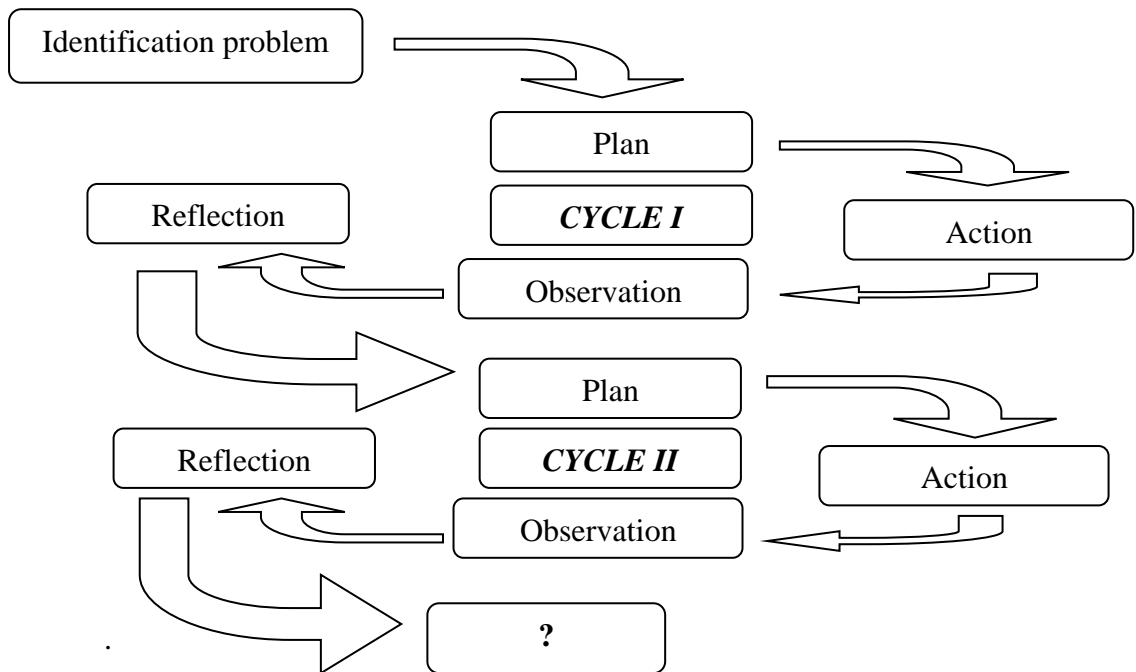 Identification problem
Plan
Reflection
CYCLE I
Action
Observation
Plan
Reflection
CYCLE II
Action
Observation
?
.